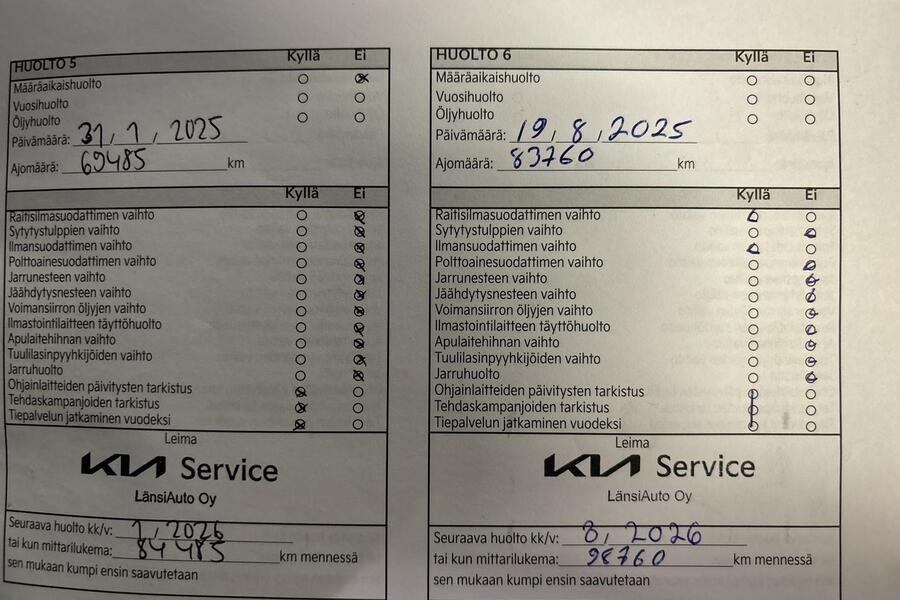 HUOLTO 5 Kyllä Ei
Määräaikaishuolto
Vuosihuolto
Öljyhuolto
Päivämäärä: 31, 1, 2025
Ajomäärä: 69485 km
Kyllä Ei
Raitisilmasuodattimen vaihto
Sytytystulppien vaihto
Ilmansuodattimen vaihto
Polttoainesuodattimen vaihto
Jarrunesteen vaihto
Jäähdytysnesteen vaihto
Voimansiirron öljyjen vaihto
Ilmastointilaitteen täyttöhuolto
Apulaitehihnan vaihto
Tuulilasinpyyhkijöiden vaihto
Jarruhuolto
Ohjainlaitteiden päivitysten tarkistus
Tehdaskampanjoiden tarkistus
Tiepalvelun jatkaminen vuodeksi
Leima
KIA Service
LänsiAuto Oy
Seuraava huolto kk/v: 1, 2026
tai kun mittarilukema: 84485 km mennessä
sen mukaan kumpi ensin saavutetaan
HUOLTO 6 Kyllä Ei
Määräaikaishuolto
Vuosihuolto
Öljyhuolto
Päivämäärä: 19, 8, 2025
Ajomäärä: 83760 km
Kyllä Ei
Raitisilmasuodattimen vaihto
Sytytystulppien vaihto
Ilmansuodattimen vaihto
Polttoainesuodattimen vaihto
Jarrunesteen vaihto
Jäähdytysnesteen vaihto
Voimansiirron öljyjen vaihto
Ilmastointilaitteen täyttöhuolto
Apulaitehihnan vaihto
Tuulilasinpyyhkijöiden vaihto
Jarruhuolto
Ohjainlaitteiden päivitysten tarkistus
Tehdaskampanjoiden tarkistus
Tiepalvelun jatkaminen vuodeksi
Leima
KIA Service
LänsiAuto Oy
Seuraava huolto kk/v: 8, 2026
tai kun mittarilukema: 98760 km mennessä
sen mukaan kumpi ensin saavutetaan